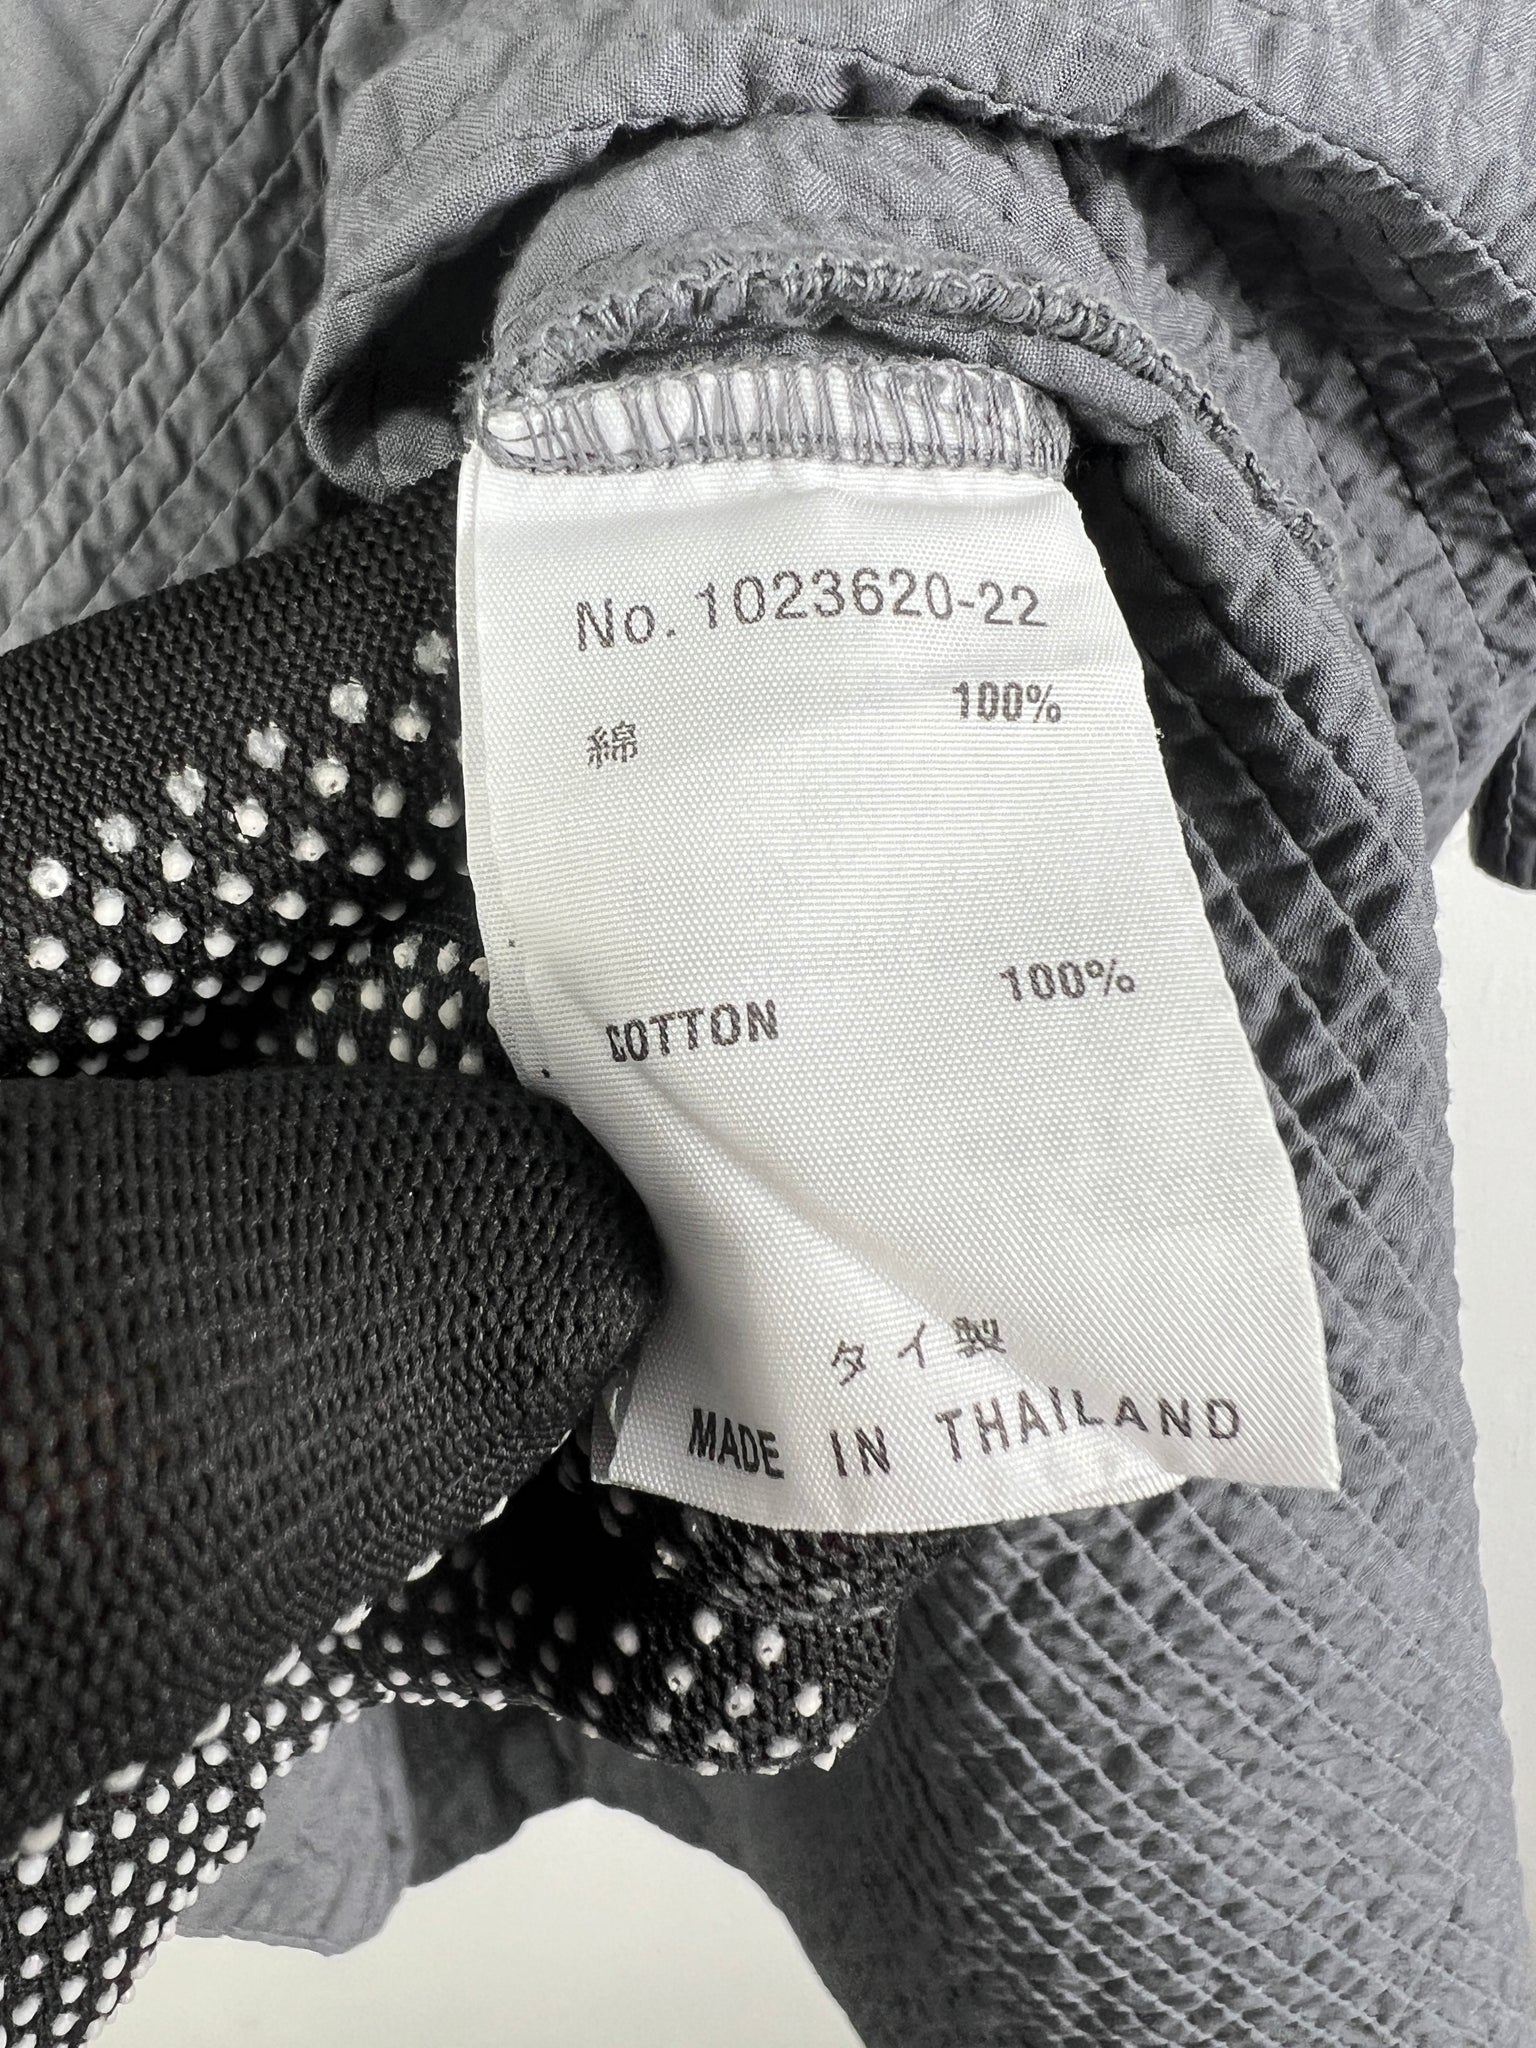 No. 1023620-22
綿 100%
COTTON 100%
タイ製
MADE IN THAILAND